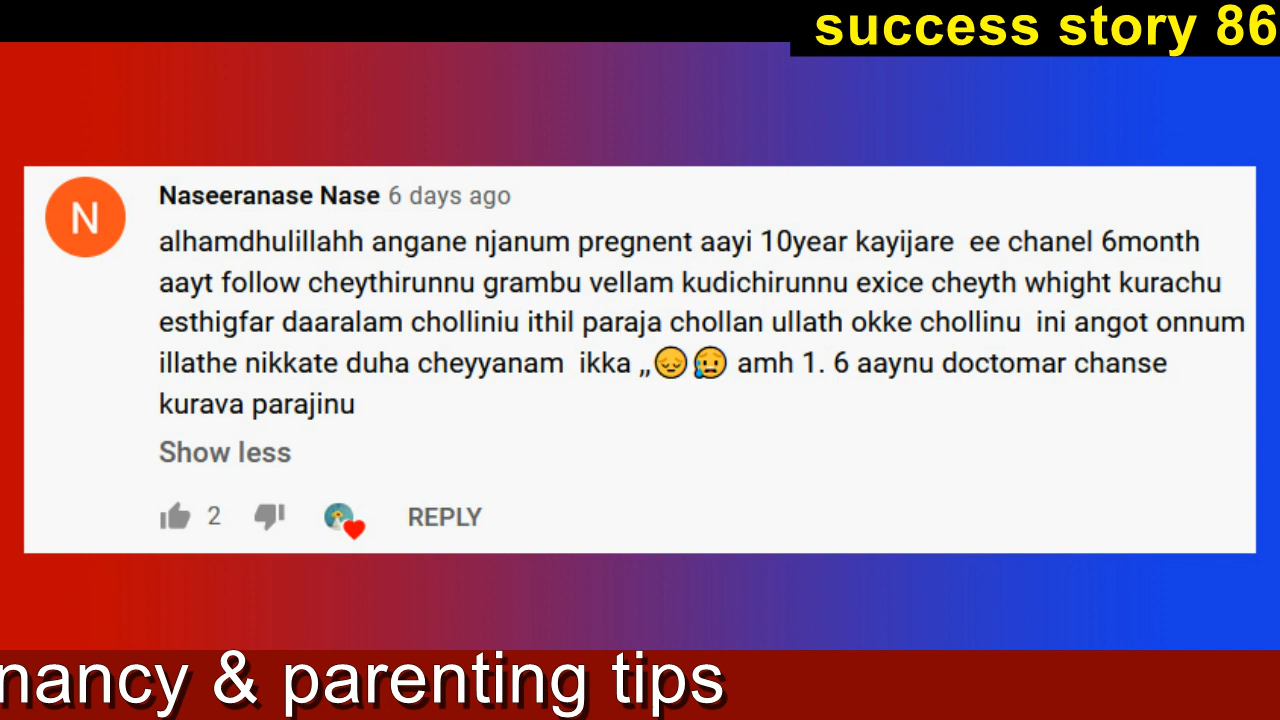 success story 86
N
Naseeranase Nase 6 days ago
alhamdhulillahh angane njanum pregnent aayi 10year kayijare ee chanel 6month
aayt follow cheythirunnu grambu vellam kudichirunnu exice cheyth whight kurachu
esthigfar daaralam cholliniu ithil paraja chollan ullath okke chollinu ini angot onnum
illathe nikkate duha cheyyanam ikka „😔😥 amh 1. 6 aaynu doctomar chanse
kurava parajinu
Show less
2 REPLY
nancy & parenting tips